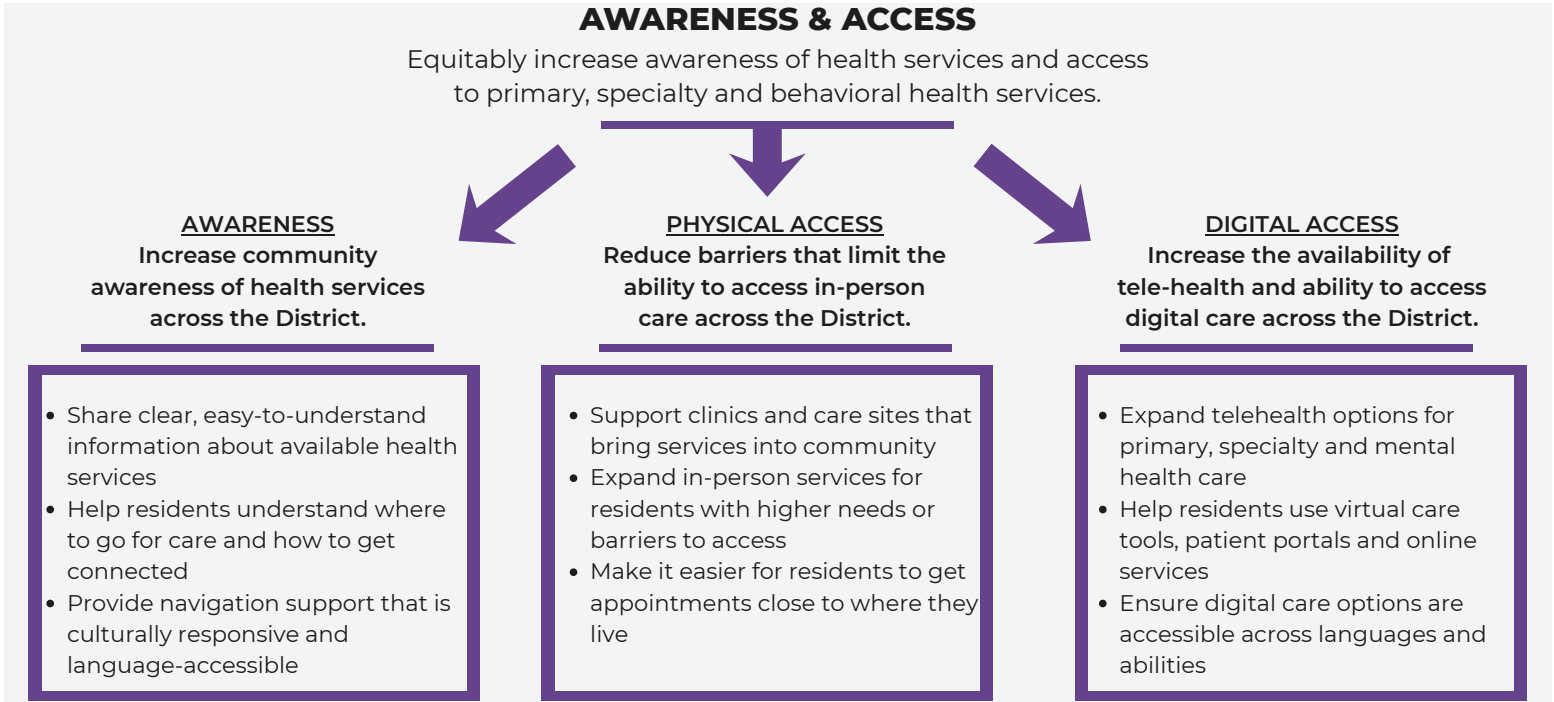 AWARENESS & ACCESS
Equitably increase awareness of health services and access
to primary, specialty and behavioral health services.
AWARENESS
Increase community
awareness of health services
across the District.
• Share clear, easy-to-understand
information about available health
services
• Help residents understand where
to go for care and how to get
connected
• Provide navigation support that is
culturally responsive and
language-accessible
PHYSICAL ACCESS
Reduce barriers that limit the
ability to access in-person
care across the District.
• Support clinics and care sites that
bring services into community
• Expand in-person services for
residents with higher needs or
barriers to access
• Make it easier for residents to get
appointments close to where they
live
DIGITAL ACCESS
Increase the availability of
tele-health and ability to access
digital care across the District.
• Expand telehealth options for
primary, specialty and mental
health care
• Help residents use virtual care
tools, patient portals and online
services
• Ensure digital care options are
accessible across languages and
abilities